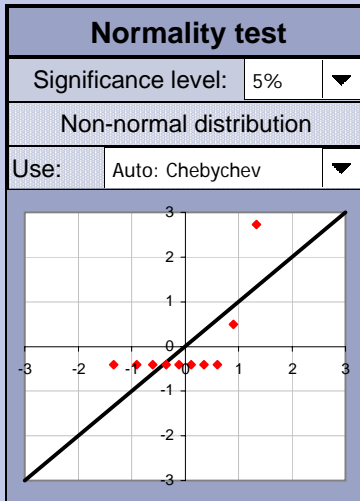 Normality test
Significance level: 5%
Non-normal distribution
Use: Auto: Chebychev
3
2
1
0
-3 -2 -1 0 1 2 3
-1
-2
-3